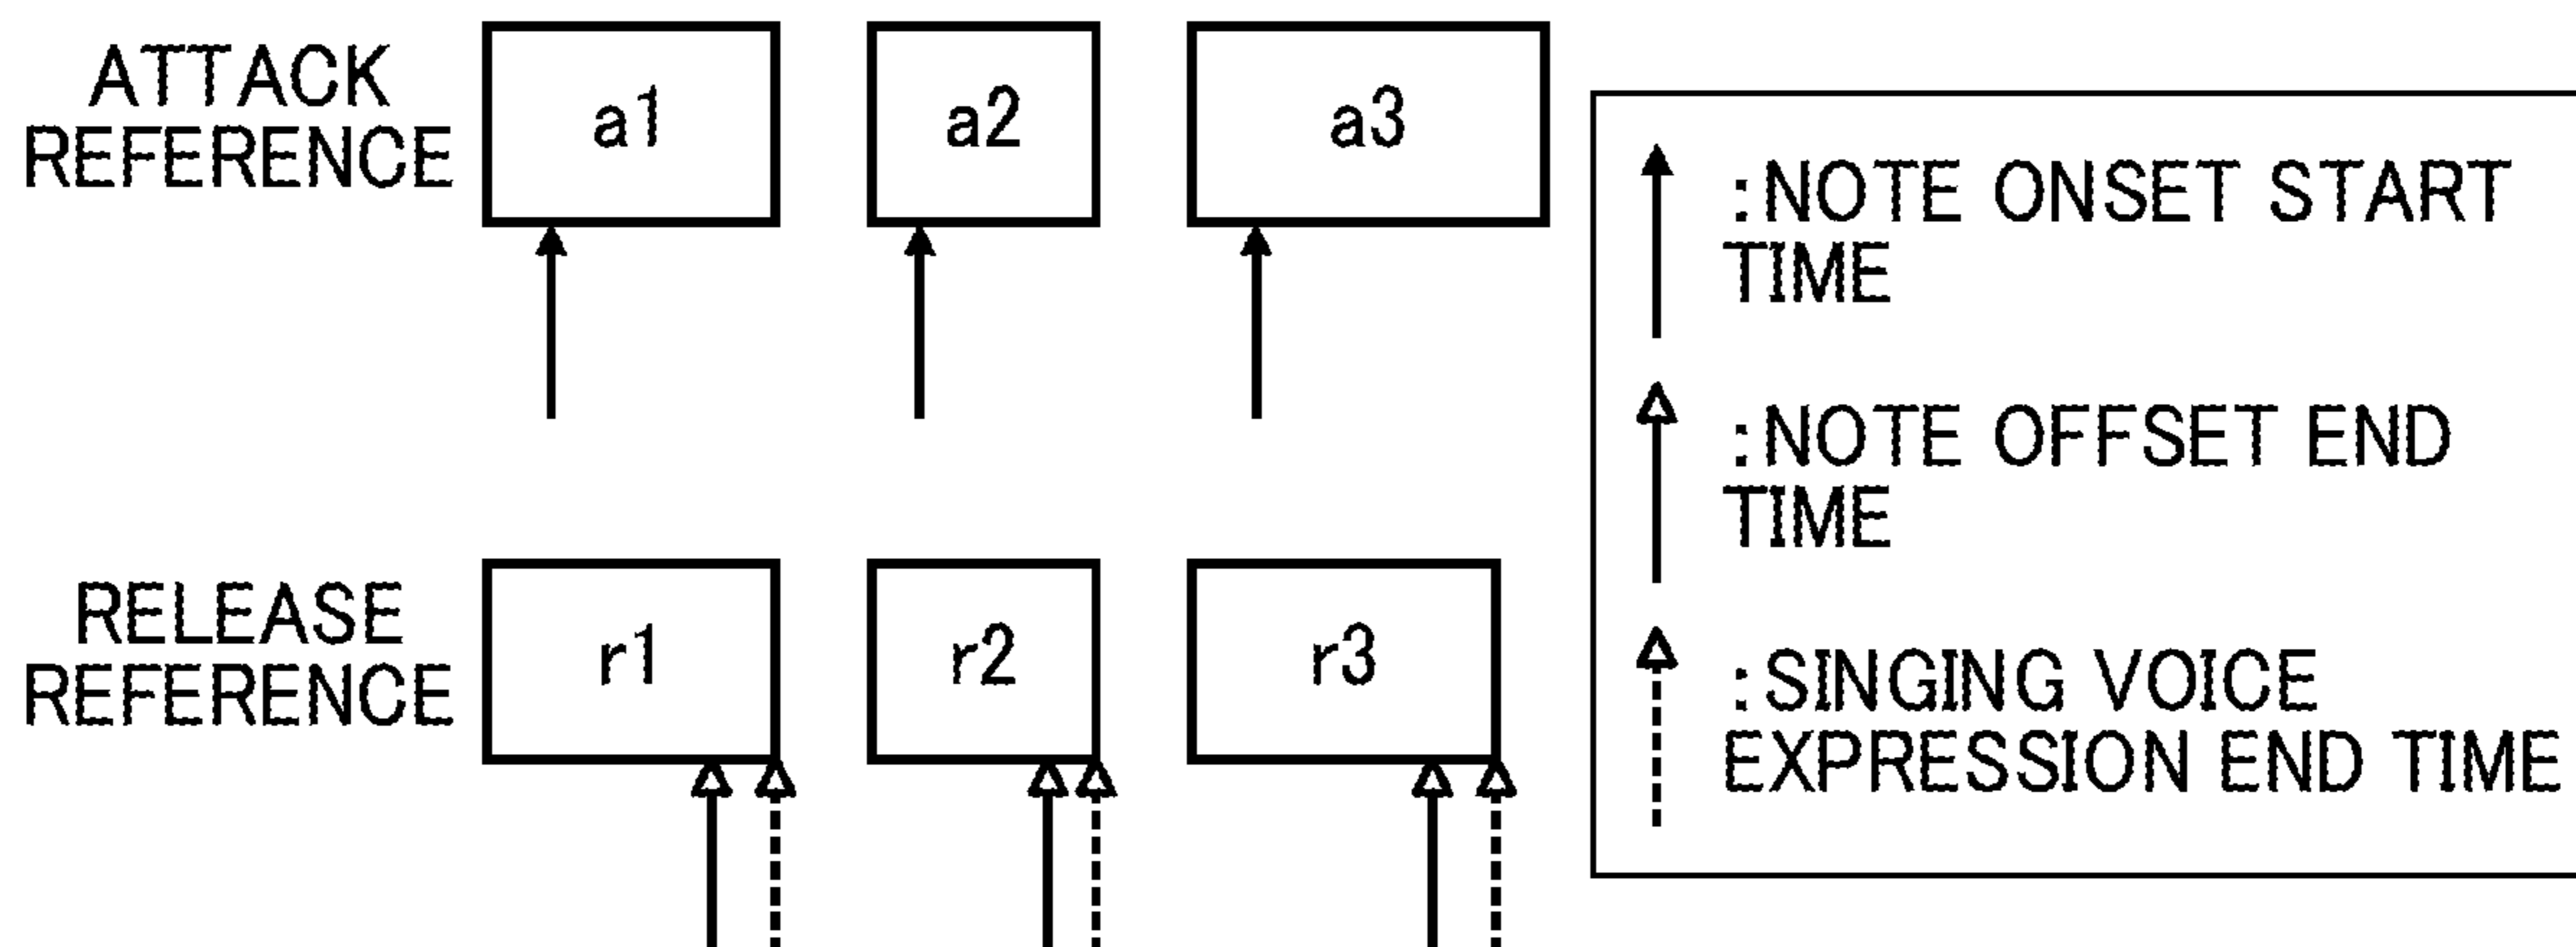 ATTACK
REFERENCE
a1
a2
a3
RELEASE
REFERENCE
r1
r2
r3
:NOTE ONSET START
TIME
:NOTE OFFSET END
TIME
:SINGING VOICE
EXPRESSION END TIME